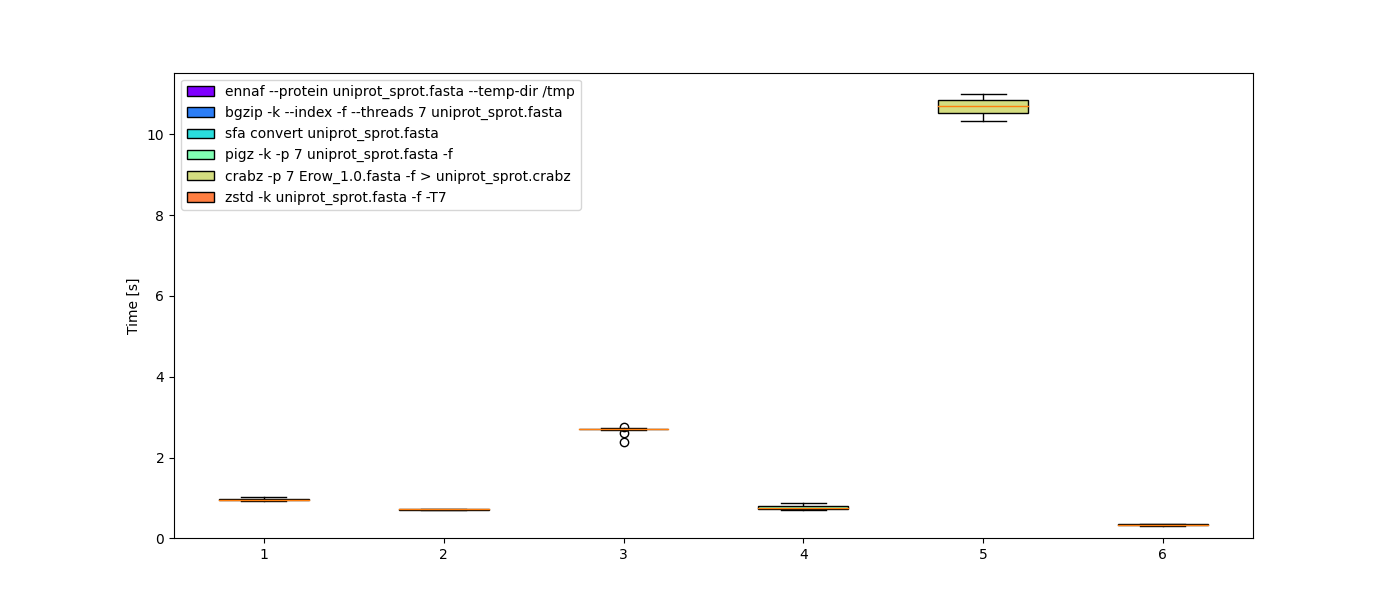 ennaf --protein uniprot_sprot.fasta --temp-dir /tmp
bgzip -k --index -f --threads 7 uniprot_sprot.fasta
sfa convert uniprot_sprot.fasta
pigz -k -p 7 uniprot_sprot.fasta -f
crabz -p 7 Erow_1.0.fasta -f > uniprot_sprot.crabz
zstd -k uniprot_sprot.fasta -f -T7
10
8
6
4
2
0
Time [s]
1 2 3 4 5 6